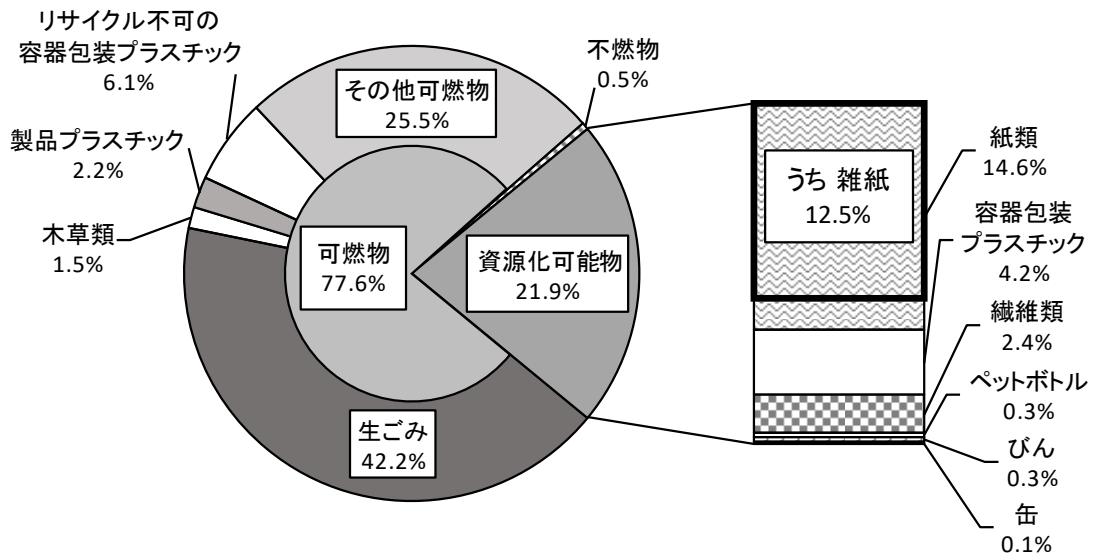 リサイクル不可の
容器包装プラスチック
6.1%
その他可燃物
25.5%
不燃物
0.5%
製品プラスチック
2.2%
木草類
1.5%
可燃物
77.6%
資源化可能物
21.9%
生ごみ
42.2%
うち 雑紙
12.5%
紙類
14.6%
容器包装
プラスチック
4.2%
繊維類
2.4%
ペットボトル
0.3%
びん
0.3%
缶
0.1%